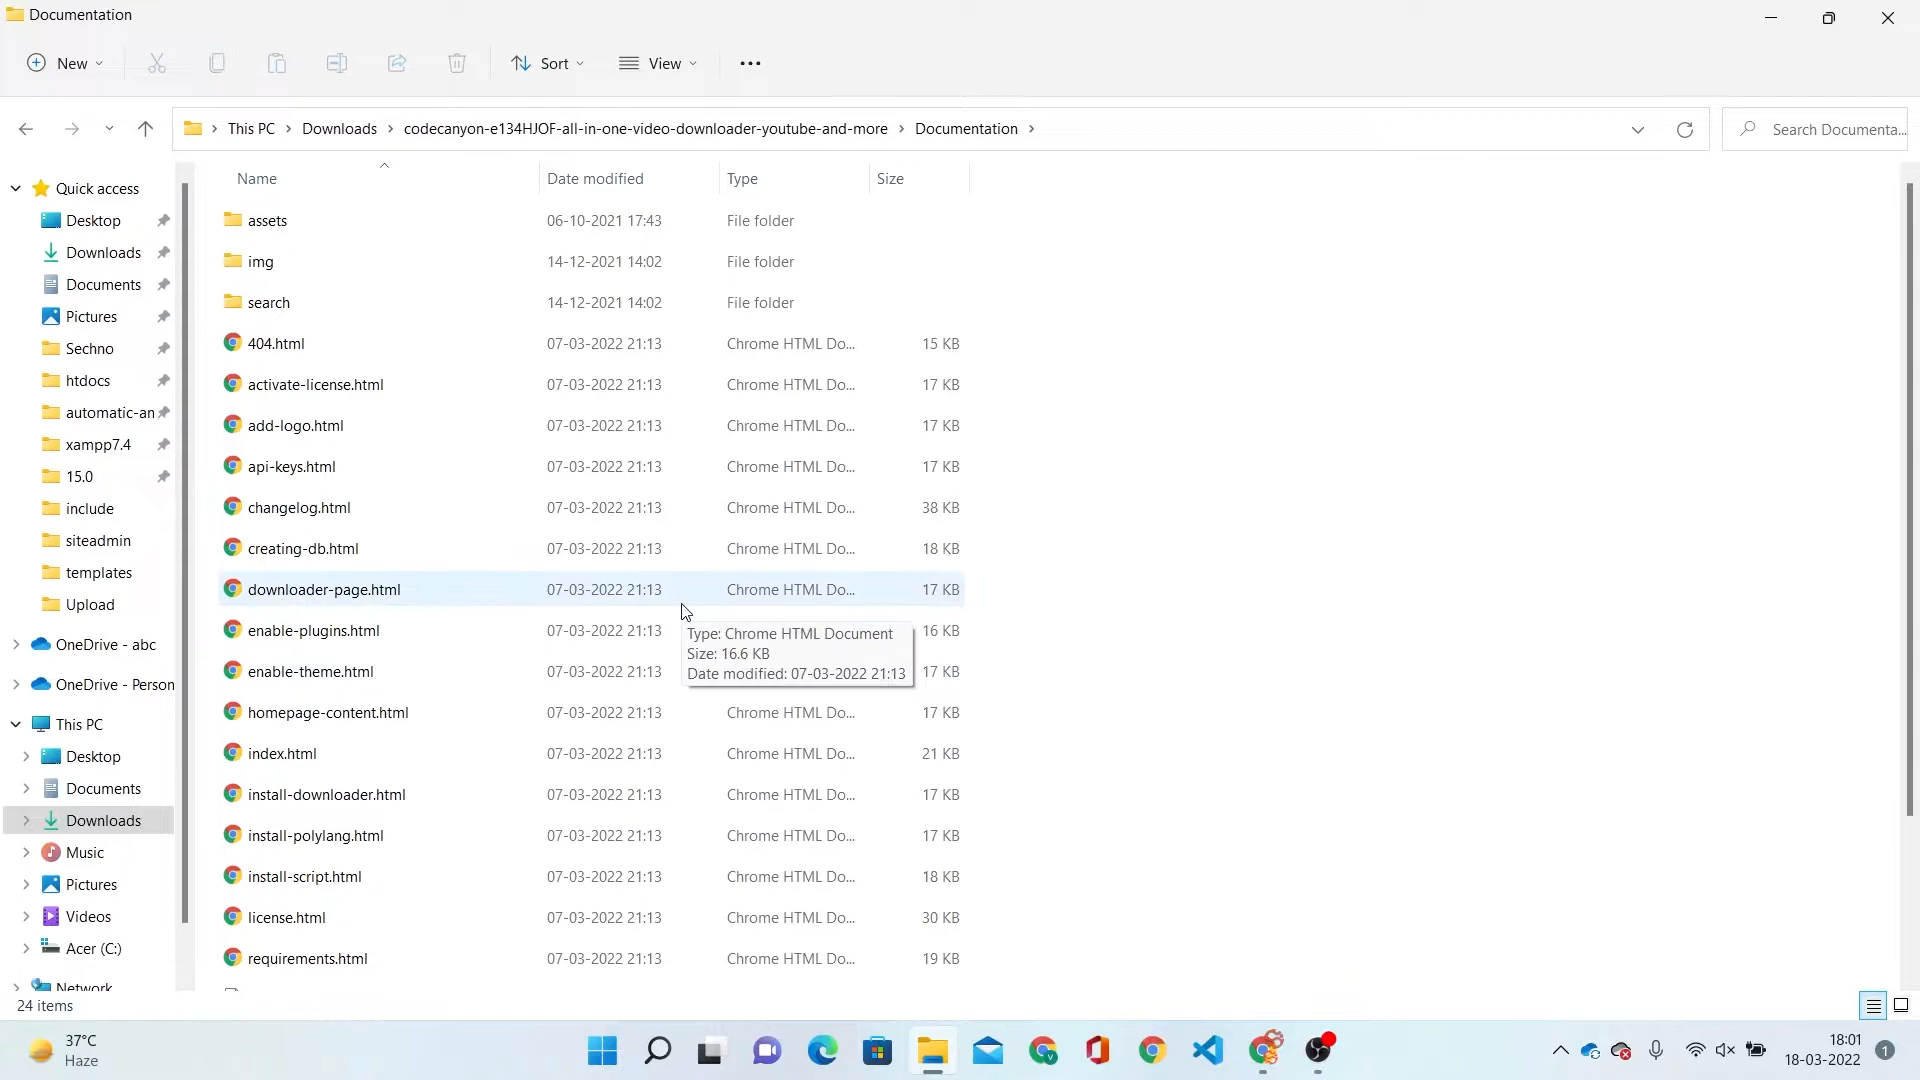 Documentation
New
Sort
View
This PC
Downloads
codecanyon-e134HJOF-all-in-one-video-downloader-youtube-and-more
Documentation
Search Documenta...
Quick access
Desktop
Downloads
Documents
Pictures
Sechno
htdocs
automatic-an
xampp7.4
15.0
include
siteadmin
templates
Upload
OneDrive - abc
OneDrive - Person
This PC
Desktop
Documents
Downloads
Music
Pictures
Videos
Acer (C:)
Network
Name Date modified Type Size
assets 06-10-2021 17:43 File folder
img 14-12-2021 14:02 File folder
search 14-12-2021 14:02 File folder
404.html 07-03-2022 21:13 Chrome HTML Do... 15 KB
activate-license.html 07-03-2022 21:13 Chrome HTML Do... 17 KB
add-logo.html 07-03-2022 21:13 Chrome HTML Do... 17 KB
api-keys.html 07-03-2022 21:13 Chrome HTML Do... 17 KB
changelog.html 07-03-2022 21:13 Chrome HTML Do... 38 KB
creating-db.html 07-03-2022 21:13 Chrome HTML Do... 18 KB
downloader-page.html 07-03-2022 21:13 Chrome HTML Do... 17 KB
enable-plugins.html 07-03-2022 21:13 16 KB
enable-theme.html 07-03-2022 21:13 17 KB
Type: Chrome HTML Document
Size: 16.6 KB
Date modified: 07-03-2022 21:13
homepage-content.html 07-03-2022 21:13 Chrome HTML Do... 17 KB
index.html 07-03-2022 21:13 Chrome HTML Do... 21 KB
install-downloader.html 07-03-2022 21:13 Chrome HTML Do... 17 KB
install-polylang.html 07-03-2022 21:13 Chrome HTML Do... 17 KB
install-script.html 07-03-2022 21:13 Chrome HTML Do... 18 KB
license.html 07-03-2022 21:13 Chrome HTML Do... 30 KB
requirements.html 07-03-2022 21:13 Chrome HTML Do... 19 KB
24 items
37°C
Haze
18:01
18-03-2022
1